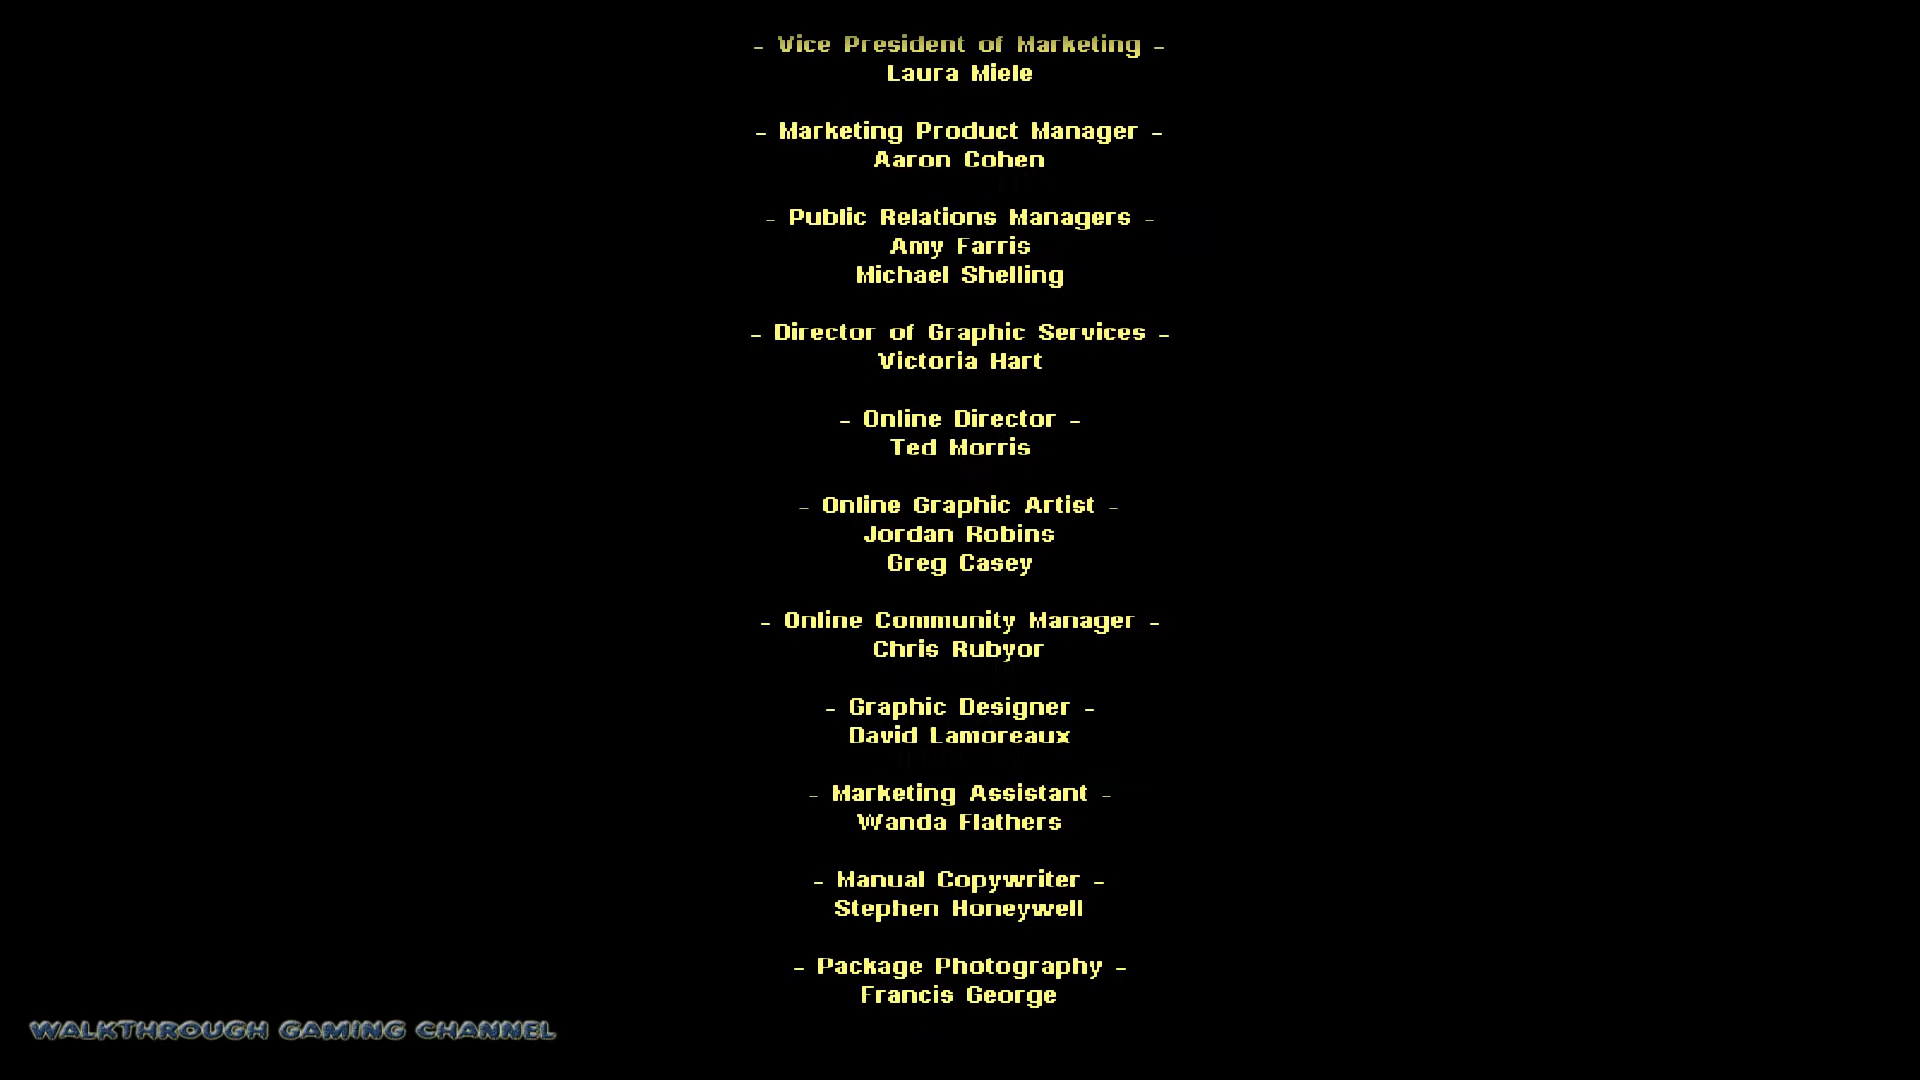 - Vice President of Marketing -
Laura Miele
- Marketing Product Manager -
Aaron Cohen
- Public Relations Managers -
Amy Farris
Michael Shelling
- Director of Graphic Services -
Victoria Hart
- Online Director -
Ted Morris
- Online Graphic Artist -
Jordan Robins
Greg Casey
- Online Community Manager -
Chris Rubyor
- Graphic Designer -
David Lamoreaux
- Marketing Assistant -
Wanda Flathers
- Manual Copywriter -
Stephen Honeywell
- Package Photography -
Francis George
WALKTHROUGH GAMING CHANNEL